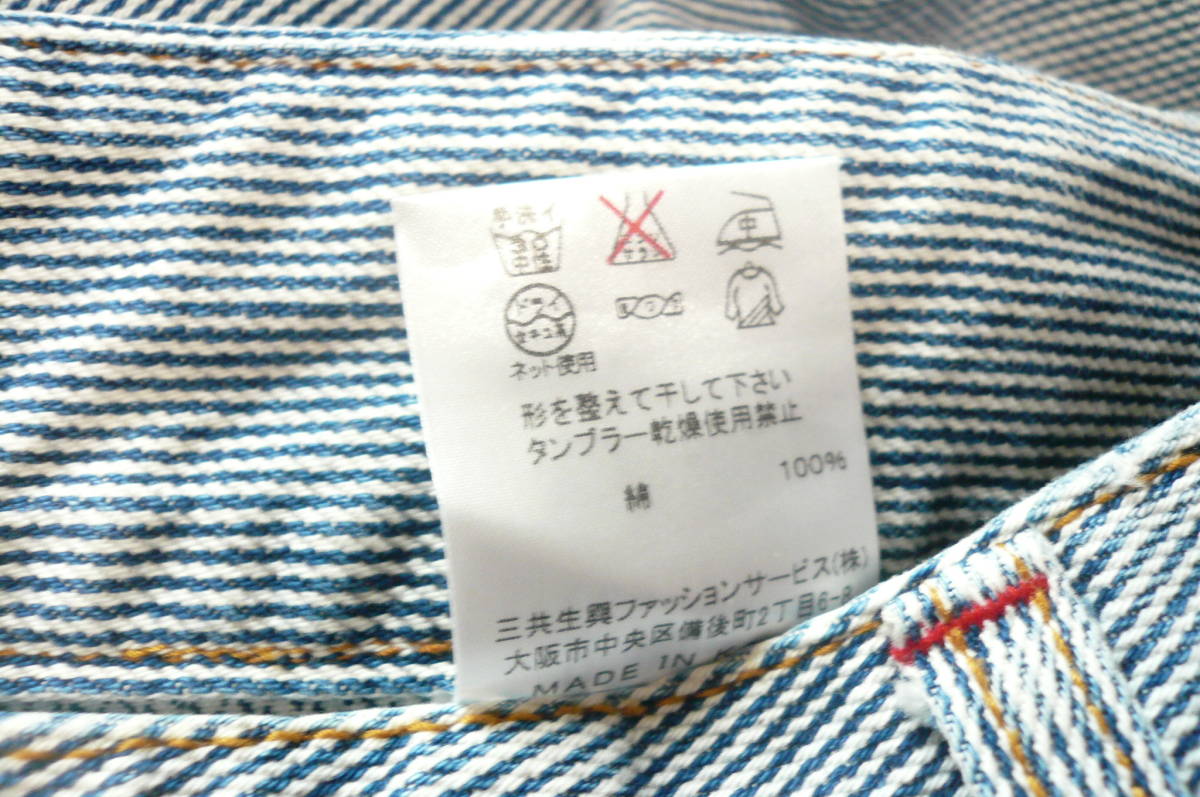 手洗イ
中
中性
ドライ
ネット使用
形を整えて干して下さい
タンブラー乾燥使用禁止
綿 100%
三共生興ファッションサービス(株)
大阪市中央区備後町2丁目6-8
MADE IN